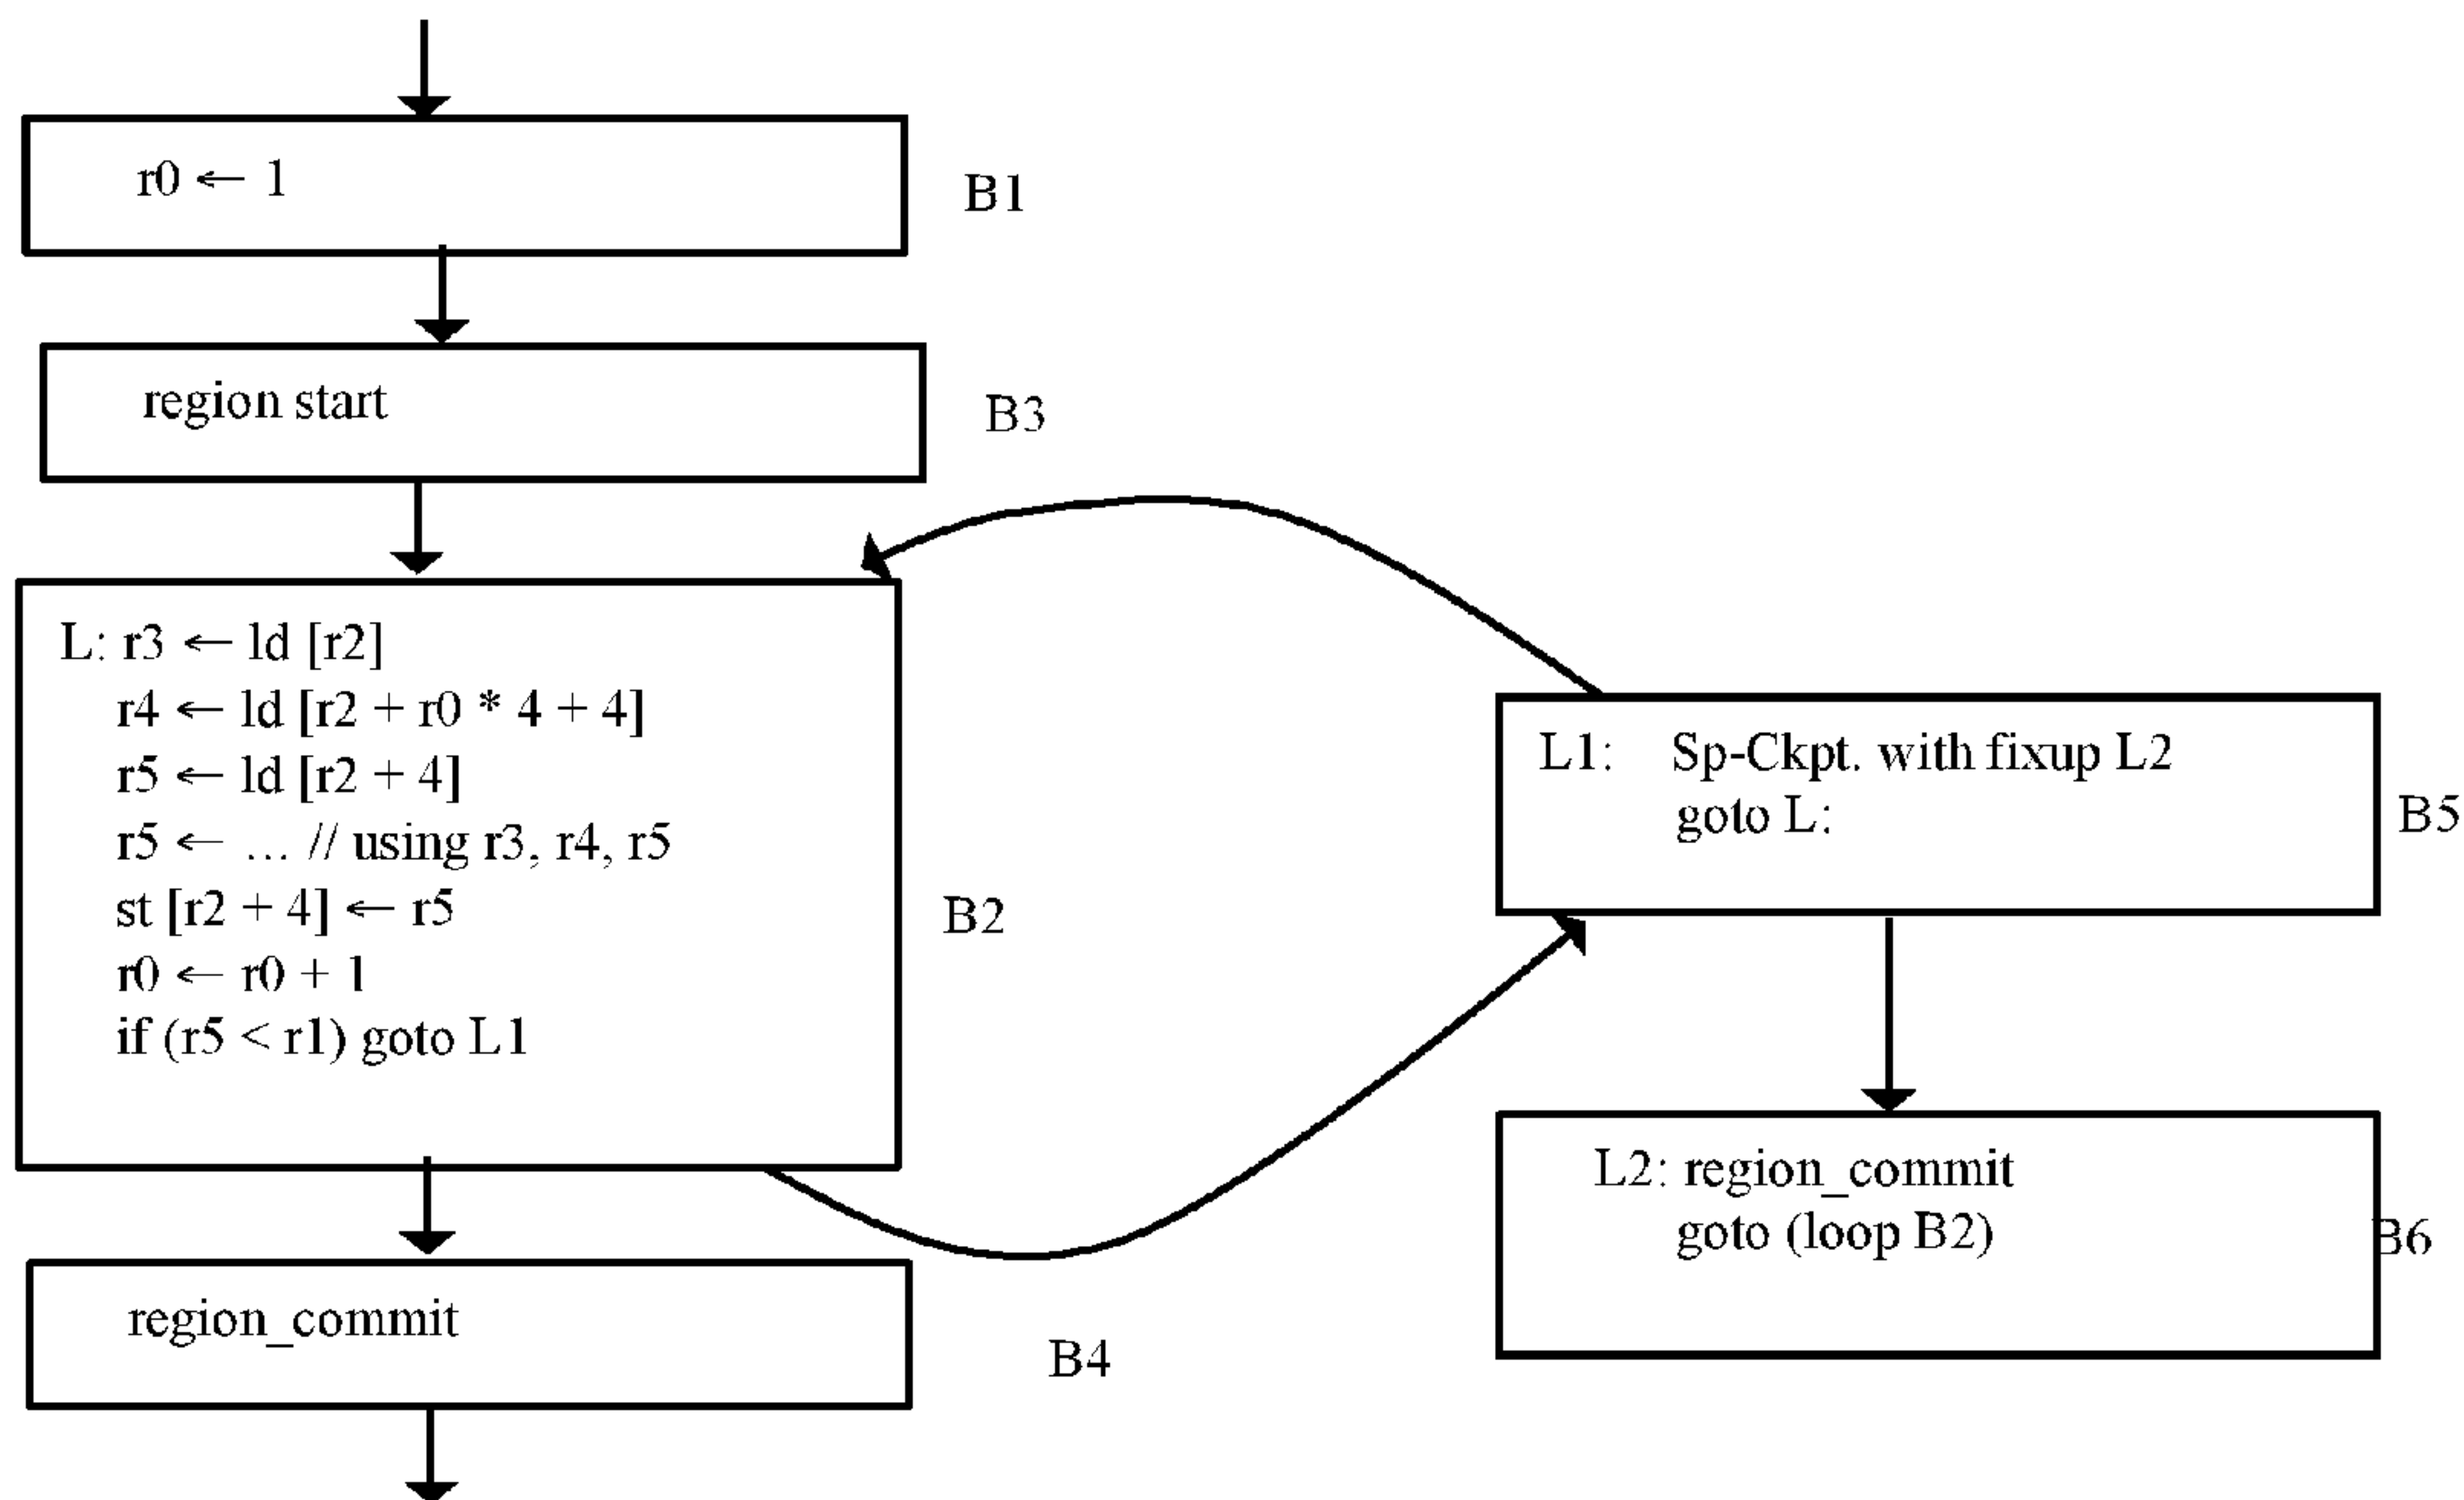 r0 ← 1
B1
region start
B3
L: r3 ← ld [r2]
r4 ← ld [r2 + r0 * 4 + 4]
r5 ← ld [r2 + 4]
r5 ← ... // using r3, r4, r5
st [r2 + 4] ← r5
r0 ← r0 + 1
if (r5 < r1) goto L1
B2
L1: Sp-Ckpt. with fixup L2
goto L:
B5
L2: region_commit
goto (loop B2)
B6
region_commit
B4